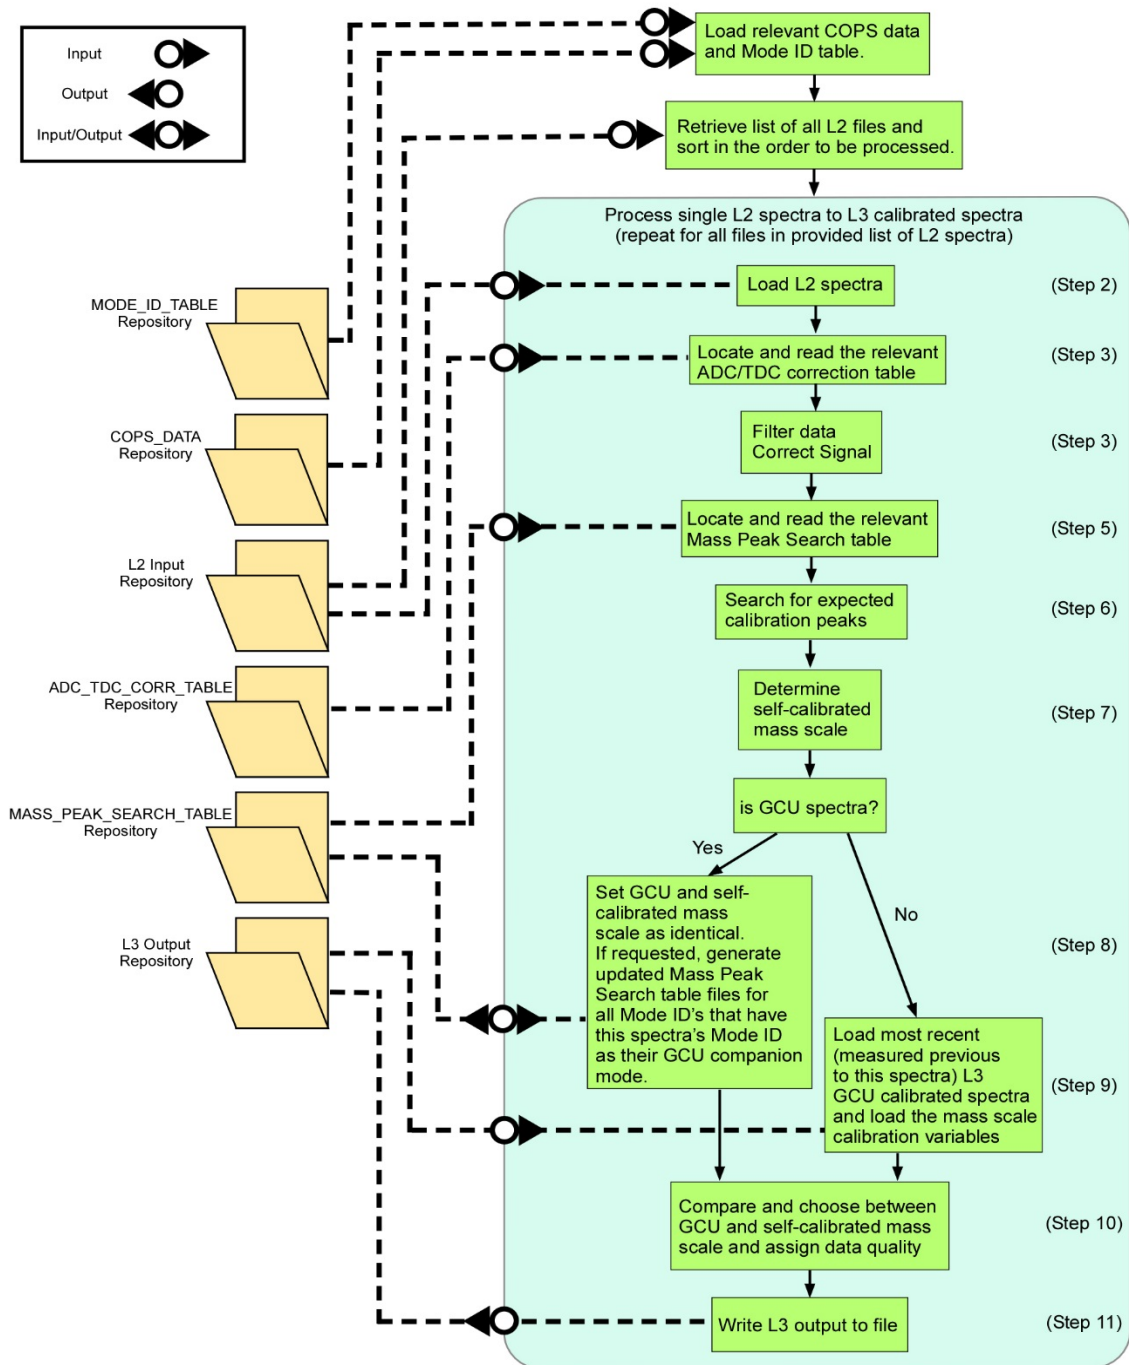 Input
Output
Input/Output
Load relevant COPS data
and Mode ID table.
Retrieve list of all L2 files and
sort in the order to be processed.
Process single L2 spectra to L3 calibrated spectra
(repeat for all files in provided list of L2 spectra)
MODE_ID_TABLE
Repository
COPS_DATA
Repository
L2 Input
Repository
ADC_TDC_CORR_TABLE
Repository
MASS_PEAK_SEARCH_TABLE
Repository
L3 Output
Repository
Load L2 spectra
(Step 2)
Locate and read the relevant
ADC/TDC correction table
(Step 3)
Filter data
Correct Signal
(Step 3)
Locate and read the relevant
Mass Peak Search table
(Step 5)
Search for expected
calibration peaks
(Step 6)
Determine
self-calibrated
mass scale
(Step 7)
is GCU spectra?
Yes
No
Set GCU and self-
calibrated mass
scale as identical.
If requested, generate
updated Mass Peak
Search table files for
all Mode ID's that have
this spectra's Mode ID
as their GCU companion
mode.
(Step 8)
Load most recent
(measured previous
to this spectra) L3
GCU calibrated spectra
and load the mass scale
calibration variables
(Step 9)
Compare and choose between
GCU and self-calibrated mass
scale and assign data quality
(Step 10)
Write L3 output to file
(Step 11)